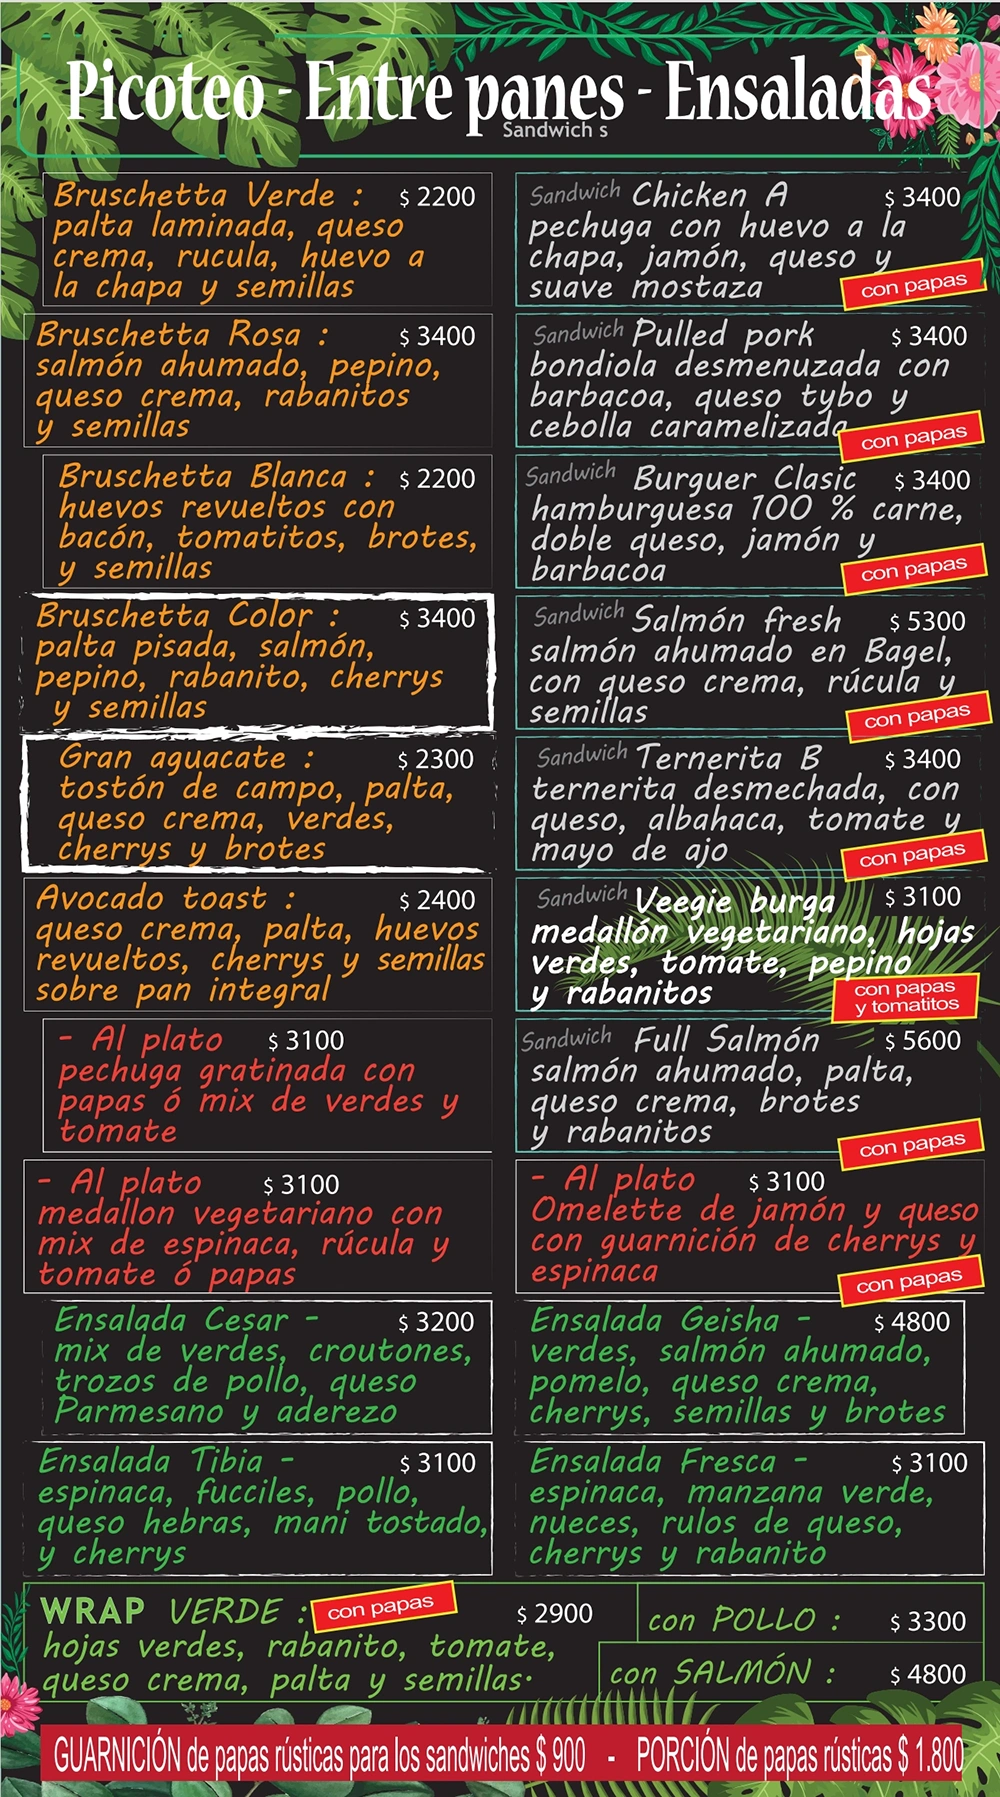 Picoteo - Entre panes - Ensaladas
Sandwich s
Bruschetta Verde : $ 2200
palta laminada, queso
crema, rucula, huevo a
la chapa y semillas
Bruschetta Rosa : $ 3400
salmón ahumado, pepino,
queso crema, rabanitos
y semillas
Bruschetta Blanca : $ 2200
huevos revueltos con
bacón, tomatitos, brotes,
y semillas
Bruschetta Color : $ 3400
palta pisada, salmón,
pepino, rabanito, cherrys
y semillas
Gran aguacate : $ 2300
tostón de campo, palta,
queso crema, verdes,
cherrys y brotes
Avocado toast : $ 2400
queso crema, palta, huevos
revueltos, cherrys y semillas
sobre pan integral
- Al plato $ 3100
pechuga gratinada con
papas ó mix de verdes y
tomate
- Al plato $ 3100
medallon vegetariano con
mix de espinaca, rúcula y
tomate ó papas
Ensalada Cesar - $ 3200
mix de verdes, croutones,
trozos de pollo, queso
Parmesano y aderezo
Ensalada Tibia - $ 3100
espinaca, fucciles, pollo,
queso hebras, mani tostado,
y cherrys
Sandwich Chicken A $ 3400
pechuga con huevo a la
chapa, jamón, queso y
suave mostaza
con papas
Sandwich Pulled pork $ 3400
bondiola desmenuzada con
barbacoa, queso tybo y
cebolla caramelizada
con papas
Sandwich Burguer Clasic $ 3400
hamburguesa 100 % carne,
doble queso, jamón y
barbacoa
con papas
Sandwich Salmón fresh $ 5300
salmón ahumado en Bagel,
con queso crema, rúcula y
semillas
con papas
Sandwich Ternerita B $ 3400
ternerita desmechada, con
queso, albahaca, tomate y
mayo de ajo
con papas
Sandwich Veegie burga $ 3100
medallón vegetariano, hojas
verdes, tomate, pepino
y rabanitos
con papas
y tomatitos
Sandwich Full Salmón $ 5600
salmón ahumado, palta,
queso crema, brotes
y rabanitos
con papas
- Al plato $ 3100
Omelette de jamón y queso
con guarnición de cherrys y
espinaca
con papas
Ensalada Geisha - $ 4800
verdes, salmón ahumado,
pomelo, queso crema,
cherrys, semillas y brotes
Ensalada Fresca - $ 3100
espinaca, manzana verde,
nueces, rulos de queso,
cherrys y rabanito
WRAP VERDE : con papas $ 2900
hojas verdes, rabanito, tomate,
queso crema, palta y semillas·
con POLLO : $ 3300
con SALMÓN : $ 4800
GUARNICIÓN de papas rústicas para los sandwiches $ 900 - PORCIÓN de papas rústicas $ 1.800